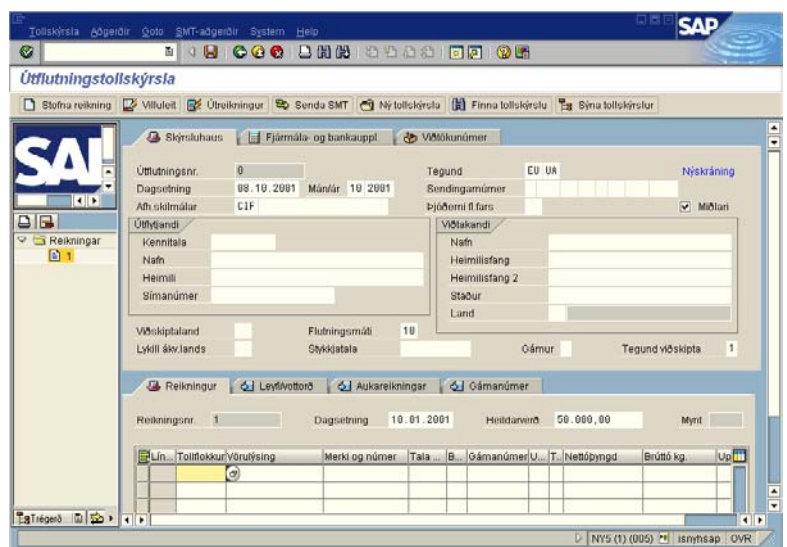 Tollskýrsla Aðgerðir Goto SMT-aðgerðir System Help
SAP
Útflutningstollskýrsla
Stofna reikning Villuleit Útreikningur Senda SMT Ný tollskýrsla Finna tollskýrslu Sýna tollskýrslur
Skýrsluhaus Fjármála- og bankauppl. Viðtökunúmer
Útflutningsnr. 0 Tegund EU UA Nýskráning
Dagsetning 08.10.2001 Mán/ár 10 2001 Sendingarnúmer
Afh.skilmálar CIF Þjóðerni fl.fars Miðlari
Útflytjandi Viðtakandi
Kennitala Nafn
Nafn Heimilisfang
Heimili Heimilisfang 2
Símanúmer Staður
Land
Viðskiptaland Flutningsmáti 10
Lykill ákv.lands Stykkjatala Gámur Tegund viðskipta 1
Reikningar
1
Reikningur Leyfi/vottorð Aukareikningar Gámanúmer
Reikningsnr. 1 Dagsetning 10.01.2001 Heildarverð 50.000,00 Mynt
Lín... Tollflokkur Vörulýsing Merki og númer Tala ... B... Gámanúmer U... T.. Nettóþyngd Brúttó kg. Up
Trégerð
NY5 (1) (005) isnyhsap OVR